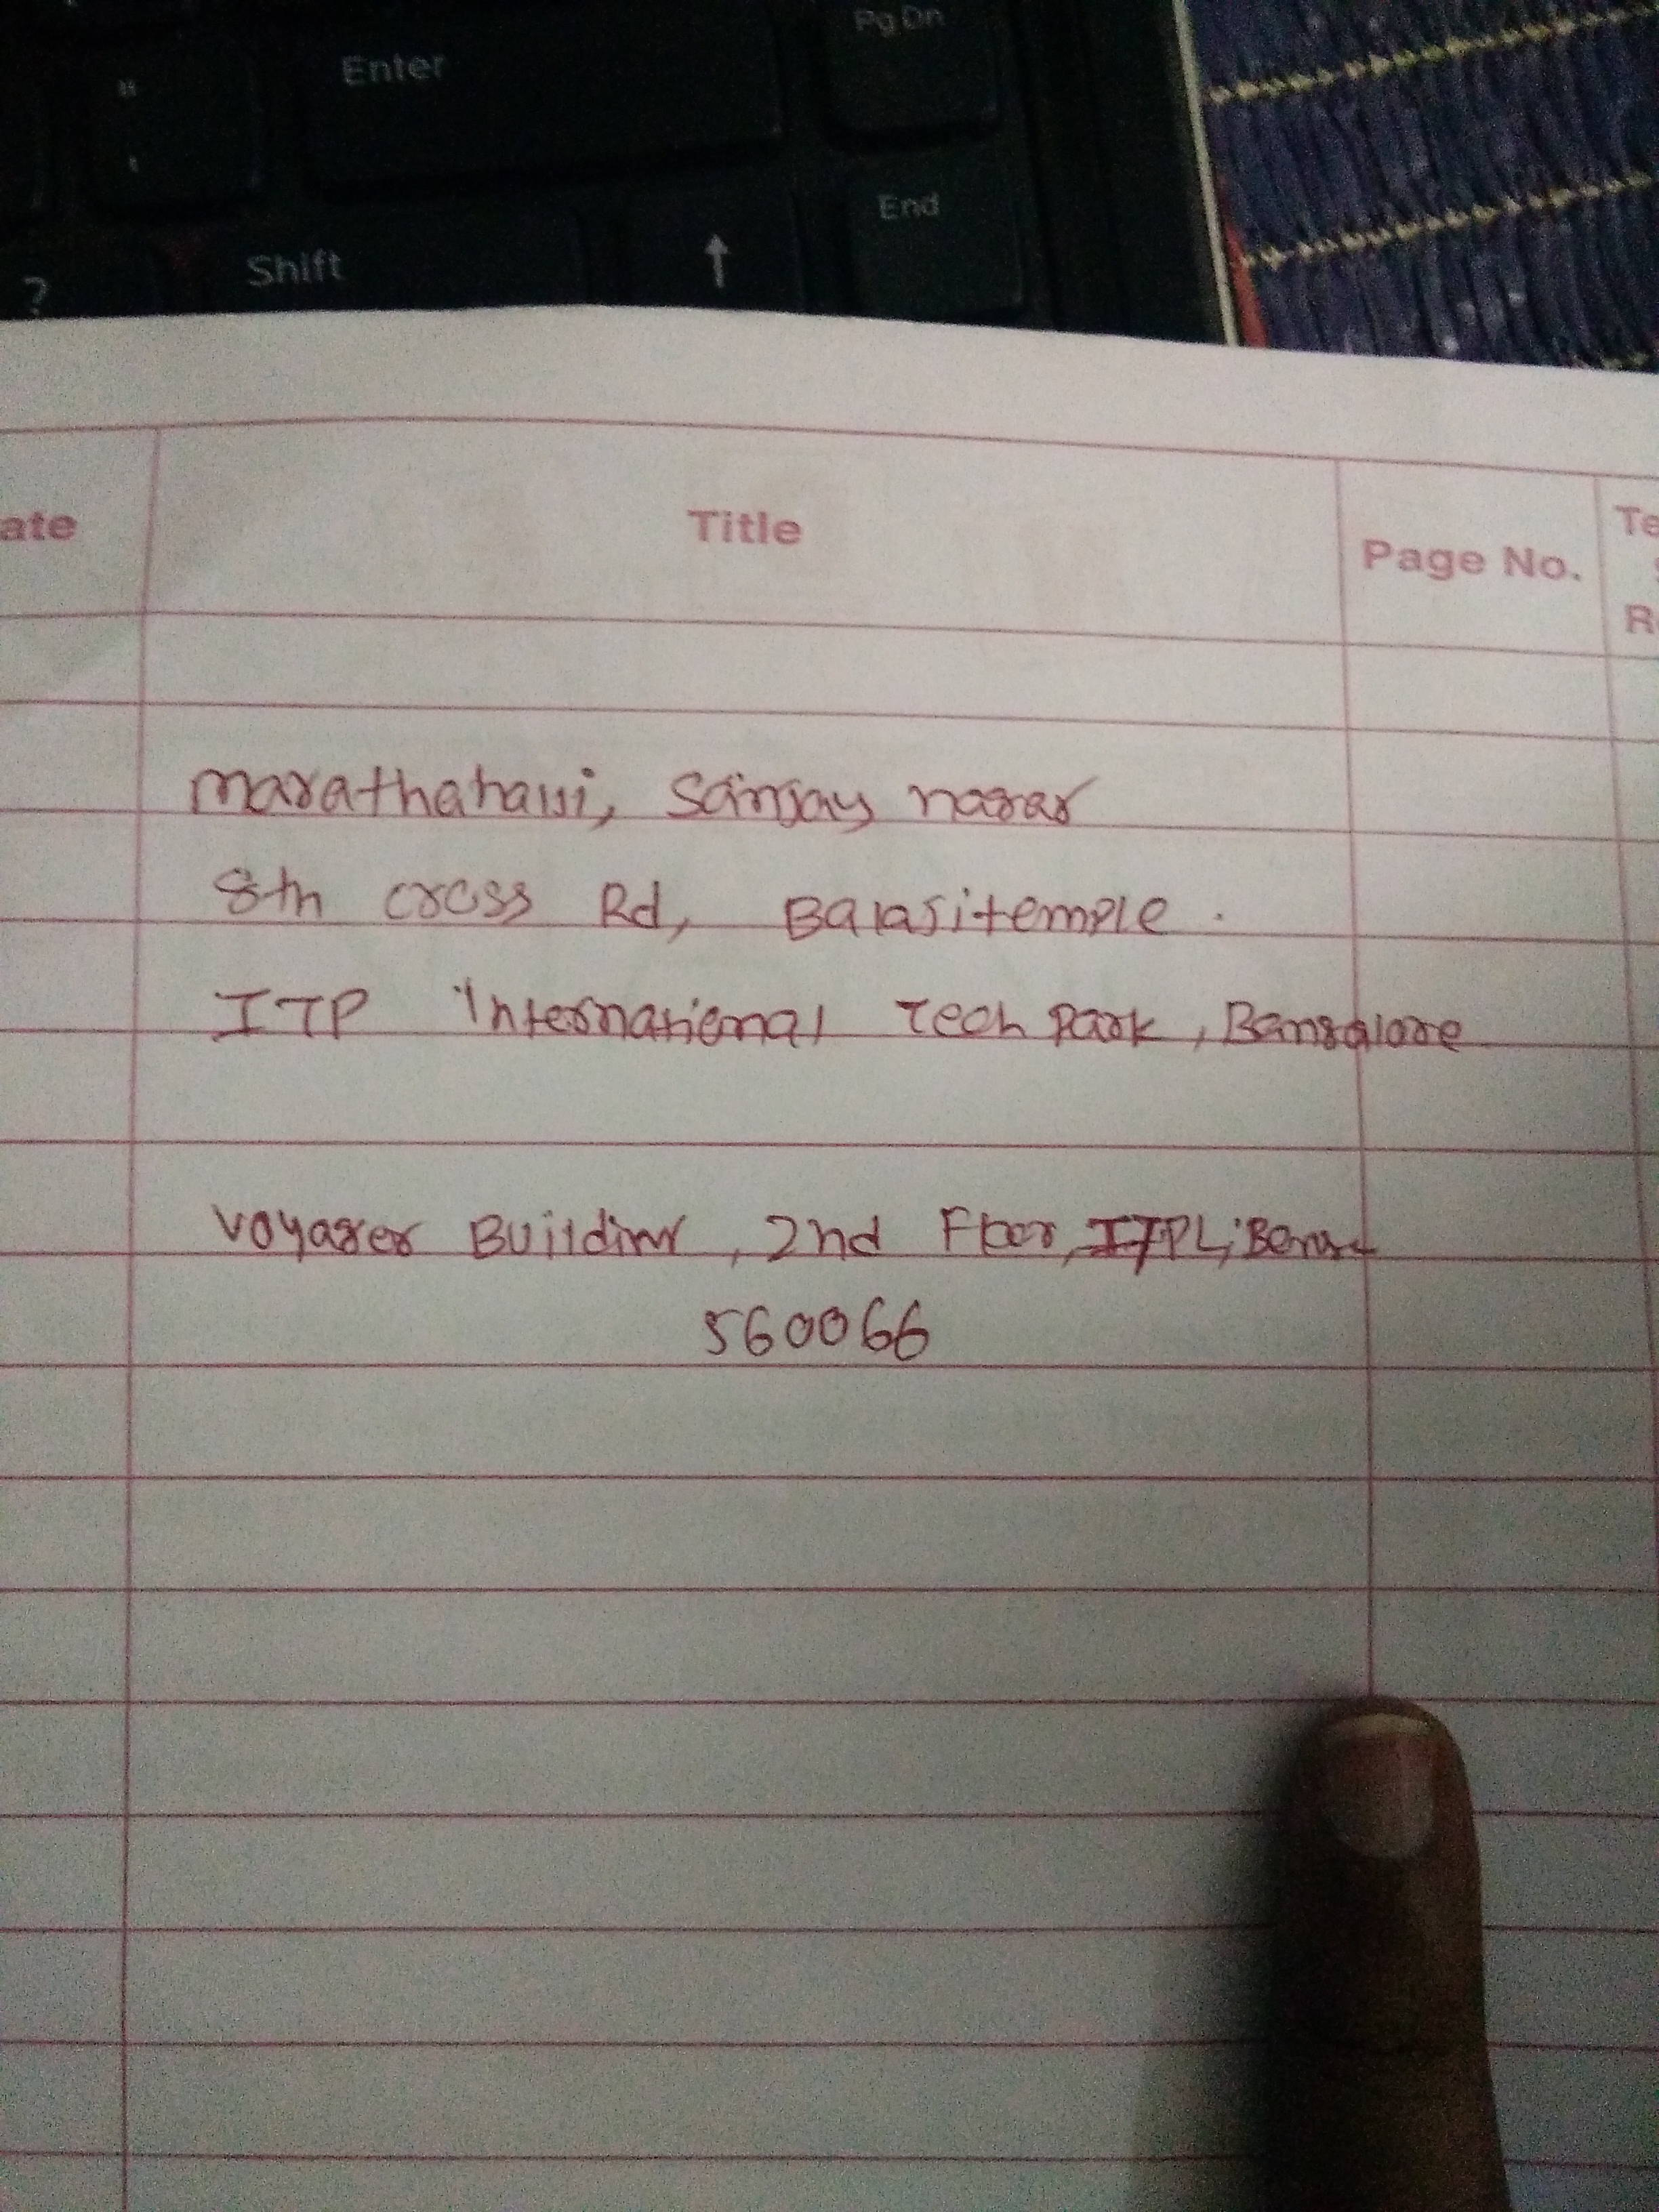 Pg Dn
"
Enter
'
End
Shift
↑
?
ate
Title
Page No.
Te
R
marathahalli, Sanjay nagar
8th cross Rd, Balajitemple.
ITP International Tech Park, Bangalore
Voyager Building, 2nd Floor, ITPL,
560066